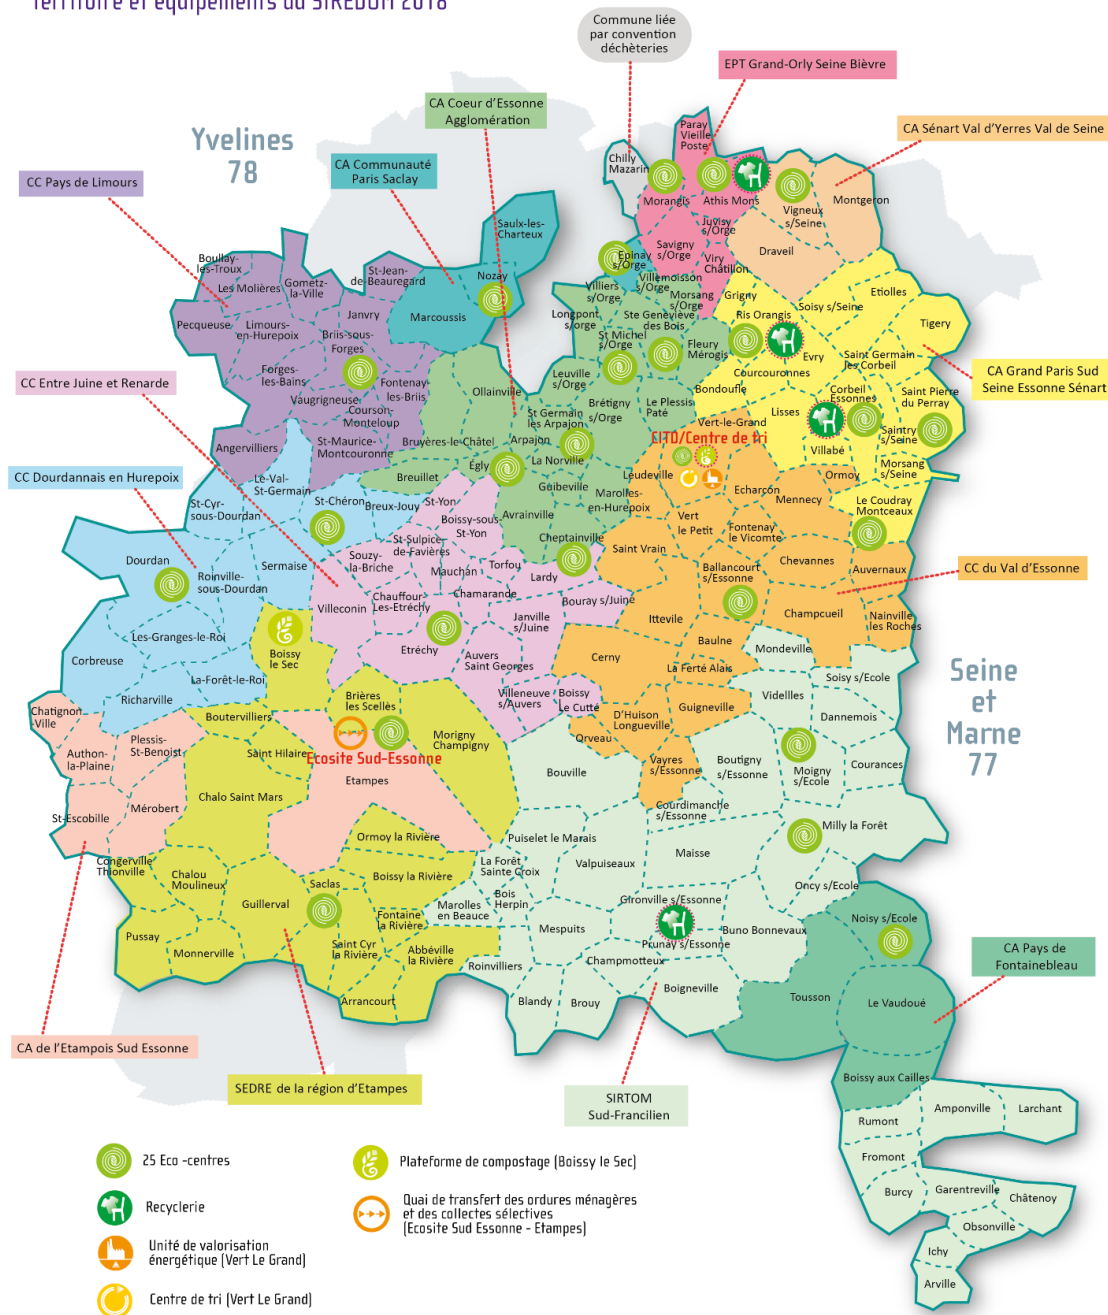 Territoire et équipements du SIREDOM 2018
Commune liée
par convention
déchèteries
EPT Grand-Orly Seine Bièvre
CA Coeur d'Essonne
Agglomération
CA Sénart Val d'Yerres Val de Seine
Yvelines
78
CA Communauté
Paris Saclay
CC Pays de Limours
Paray
Vieille
Poste
Chilly
Mazarin
Morangis
Athis Mons
Vigneux
s/Seine
Montgeron
Juvisy
s/Orge
Draveil
Savigny
s/Orge
Viry
Châtillon
Saulx-les-
Charteux
Nozay
Marcoussis
Epinay
s/Orge
Villemoisson
s/Orge
Villiers
s/Orge
Morsang
s/Orge
Grigny
Longpont
s/orge
Ste Geneviève
des Bois
Ris Orangis
Soisy s/Seine
Etiolles
Tigery
St Michel
s/Orge
Fleury
Mérogis
Evry
Saint Germain
les Corbeil
Courcouronnes
Leuville
s/Orge
Bondoufle
Corbeil
Essonnes
Saint Pierre
du Perray
CA Grand Paris Sud
Seine Essonne Sénart
Boullay-
les-Troux
Les Molières
Gometz-
la-Ville
St-Jean-
de-Beauregard
Pecqueuse
Limours-
en-Hurepoix
Janvry
Briis-sous-
Forges
Forges-
les-Bains
Fontenay-
les-Briis
Vaugrigneuse
Courson-
Monteloup
Angervilliers
St-Maurice-
Montcouronne
CC Entre Juine et Renarde
Ollainville
St Germain
lès Arpajon
Brétigny
s/Orge
Le Plessis
Paté
Lisses
Vert-le-Grand
CITD/Centre de tri
Saintry
s/Seine
Villabé
Bruyères-le-Châtel
Arpajon
La Norville
Égly
Breuillet
Leudeville
Ormoy
Morsang
s/Seine
Guibeville
Marolles-
en-Hurepoix
Echarcon
Mennecy
Le Coudray
Montceaux
Avrainville
Cheptainville
Vert
le Petit
Fontenay
le Vicomte
Saint Vrain
Chevannes
Auvernaux
Ballancourt
s/Essonne
CC du Val d'Essonne
CC Dourdannais en Hurepoix
Le-Val-
St-Germain
St-Cyr-
sous-Dourdan
St-Chéron
Breux-Jouy
St-Yon
Boissy-sous-
St-Yon
St-Sulpice-
de-Favières
Souzy-
la-Briche
Mauchan
Torfou
Lardy
Dourdan
Roinville-
sous-Dourdan
Sermaise
Villeconin
Chauffour
Les-Etréchy
Chamarande
Janville
s/Juine
Bouray s/Juine
Itteville
Champcueil
Nainville
les Roches
Les-Granges-le-Roi
Boissy
le Sec
Etréchy
Auvers
Saint Georges
Baulne
Mondeville
Cerny
La Ferté Alais
Corbreuse
La-Forêt-le-Roi
Richarville
Villeneuve
s/Auvers
Boissy
Le Cutté
Guigneville
D'Huison
Longueville
Orveau
Vayres
s/Essonne
Soisy s/Ecole
Videlles
Dannemois
Courances
Moigny
s/Ecole
Boutigny
s/Essonne
Seine
et
Marne
77
Chatignon
-Ville
Authon-
la-Plaine
Plessis-
St-Benoist
Mérobert
St-Escobille
Boutervilliers
Brières
les Scellès
Ecosite Sud-Essonne
Saint Hilaire
Etampes
Morigny
Champigny
Chalo Saint Mars
Bouville
Courdimanche
s/Essonne
Milly la Forêt
Puiselet le Marais
Maisse
Valpuiseaux
Ormoy la Rivière
Congerville
Thionville
Chalou
Moulineux
Boissy la Rivière
La Forêt
Sainte Croix
Bois
Herpin
Marolles
en Beauce
Oncy s/Ecole
Gironville s/Essonne
Noisy s/Ecole
Guillerval
Saclas
Fontaine
la Rivière
Mespuits
Prunay s/Essonne
Buno Bonnevaux
Pussay
Monnerville
Saint Cyr
la Rivière
Abbéville
la Rivière
Roinvilliers
Champmotteux
Boigneville
CA Pays de
Fontainebleau
Arrancourt
Blandy
Brouy
Tousson
Le Vaudoué
CA de l'Etampois Sud Essonne
SEDRE de la région d'Etampes
SIRTOM
Sud-Francilien
Boissy aux Cailles
Rumont
Amponville
Larchant
Fromont
Burcy
Garentreville
Châtenoy
Obsonville
Ichy
Arville
25 Eco -centres
Recyclerie
Unité de valorisation
énergétique (Vert Le Grand)
Centre de tri (Vert Le Grand)
Plateforme de compostage (Boissy le Sec)
Quai de transfert des ordures ménagères
et des collectes sélectives
(Ecosite Sud Essonne - Etampes)